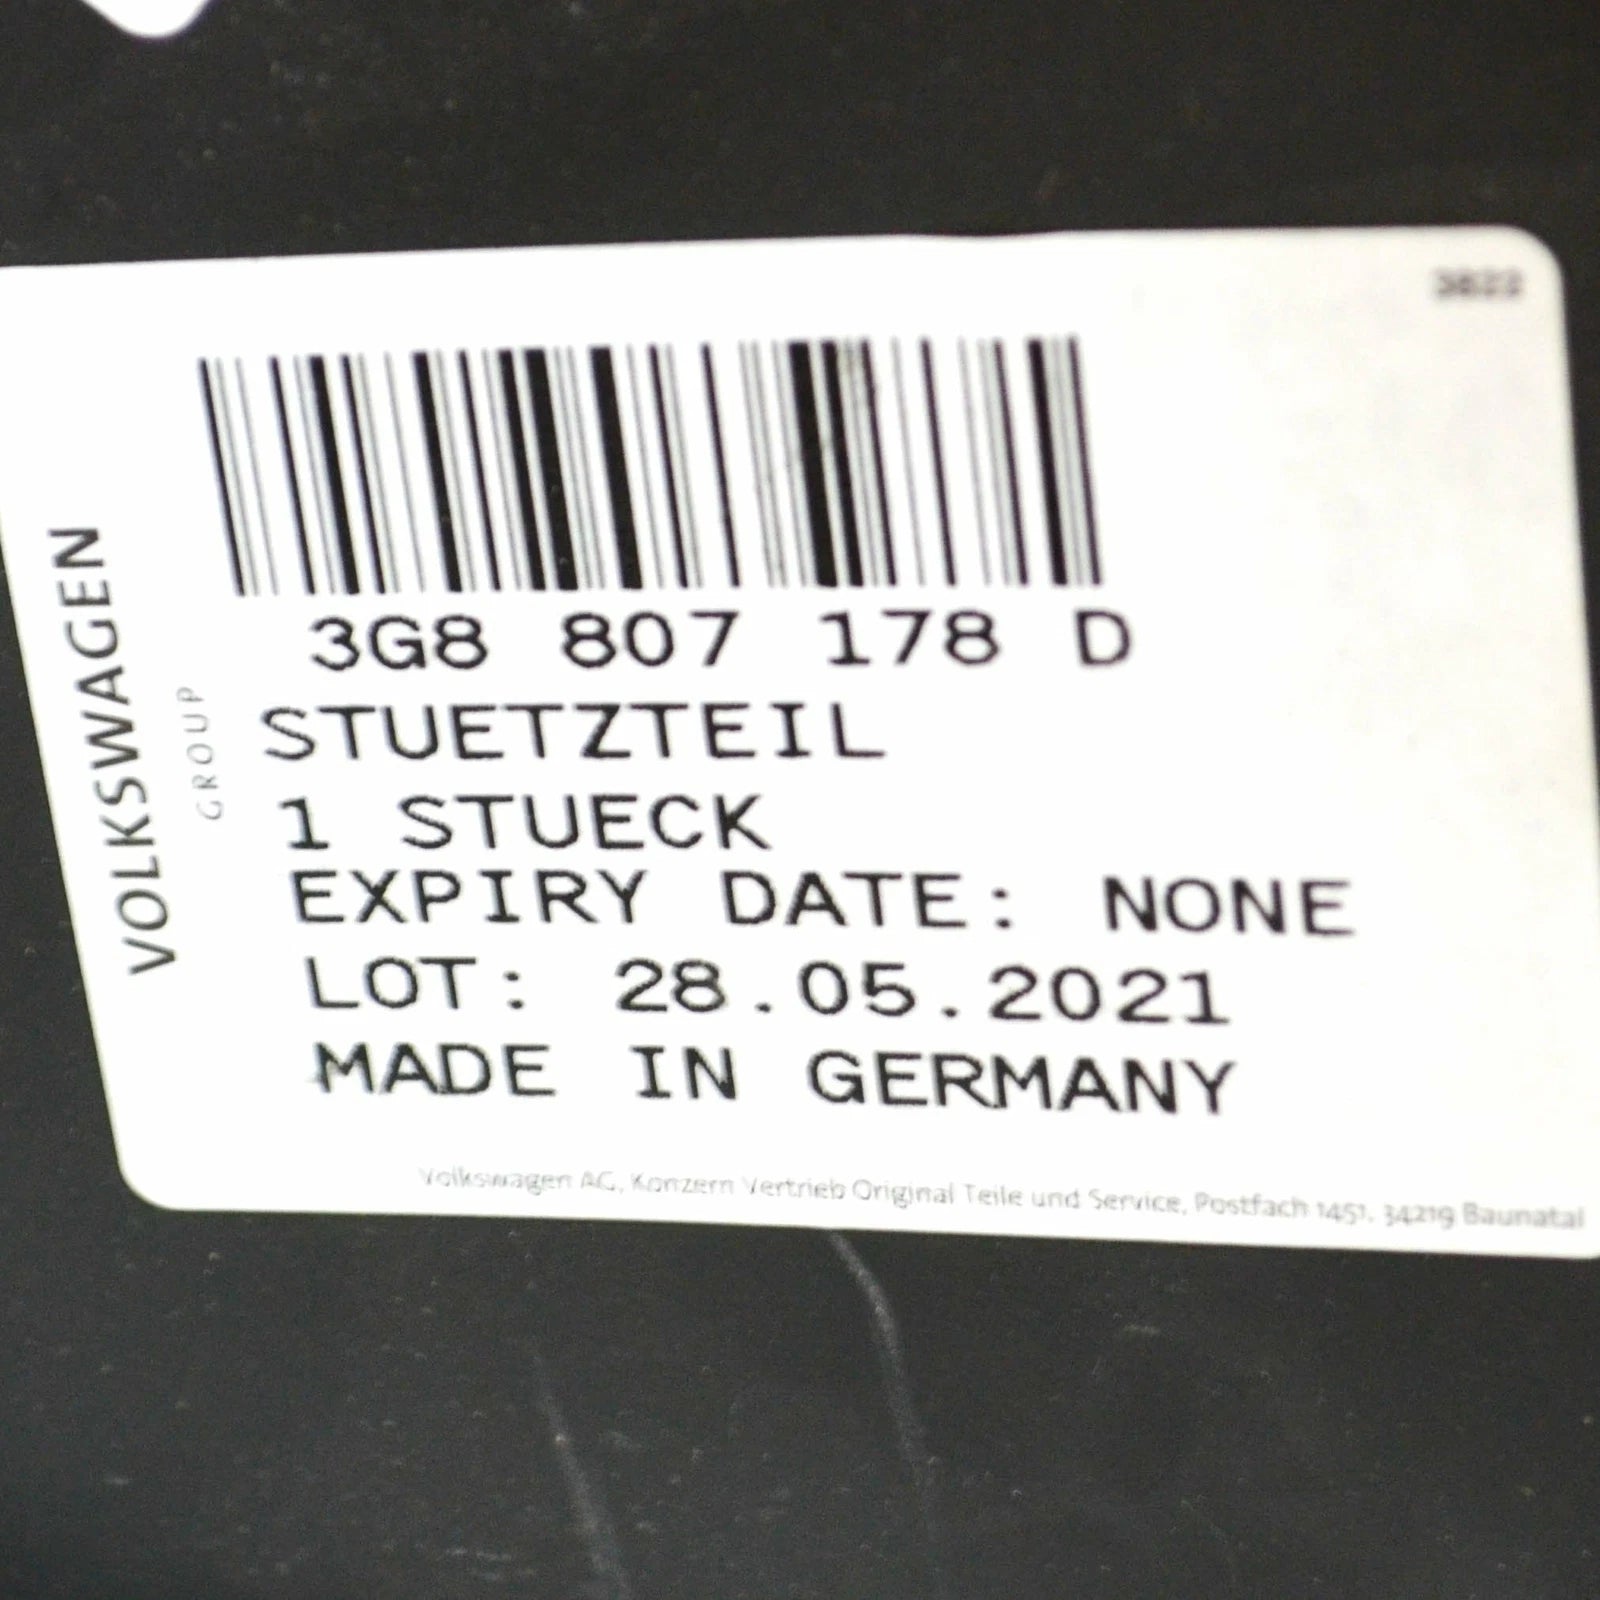 3822
3G8 807 178 D
STUETZTEIL
1 STUECK
EXPIRY DATE: NONE
LOT: 28.05.2021
MADE IN GERMANY
VOLKSWAGEN
GROUP
Volkswagen AG, Konzern Vertrieb Original Teile und Service, Postfach 1451, 34219 Baunatal